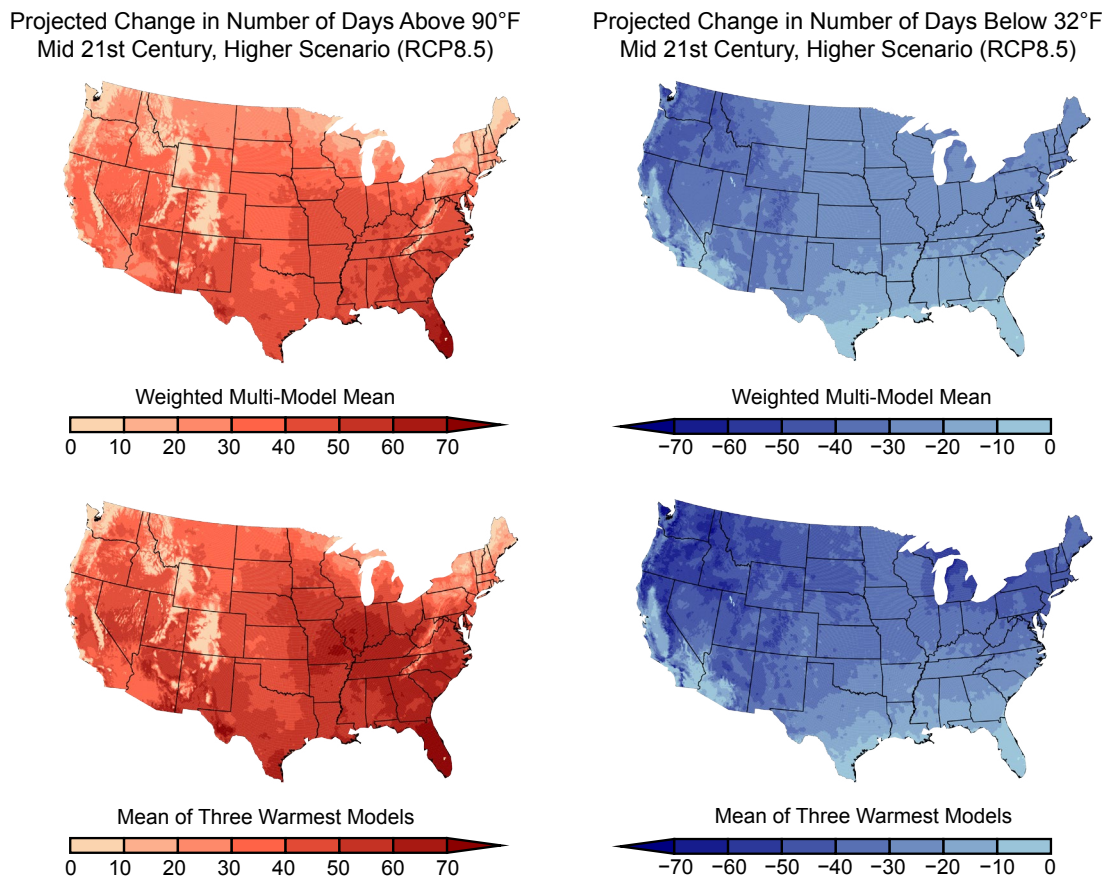 Projected Change in Number of Days Above 90°F
Mid 21st Century, Higher Scenario (RCP8.5)
Projected Change in Number of Days Below 32°F
Mid 21st Century, Higher Scenario (RCP8.5)
Weighted Multi-Model Mean
0 10 20 30 40 50 60 70
Weighted Multi-Model Mean
−70 −60 −50 −40 −30 −20 −10 0
Mean of Three Warmest Models
0 10 20 30 40 50 60 70
Mean of Three Warmest Models
−70 −60 −50 −40 −30 −20 −10 0